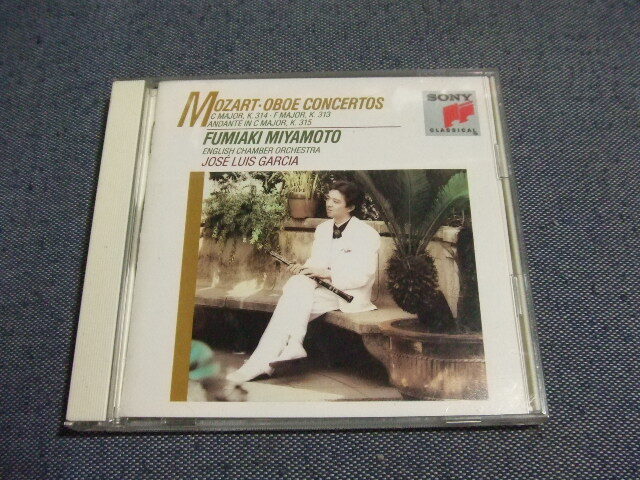 MOZART·OBOE CONCERTOS
C MAJOR, K. 314 · F MAJOR, K. 313
ANDANTE IN C MAJOR, K. 315
FUMIAKI MIYAMOTO
ENGLISH CHAMBER ORCHESTRA
JOSE LUIS GARCIA
SONY
CLASSICAL